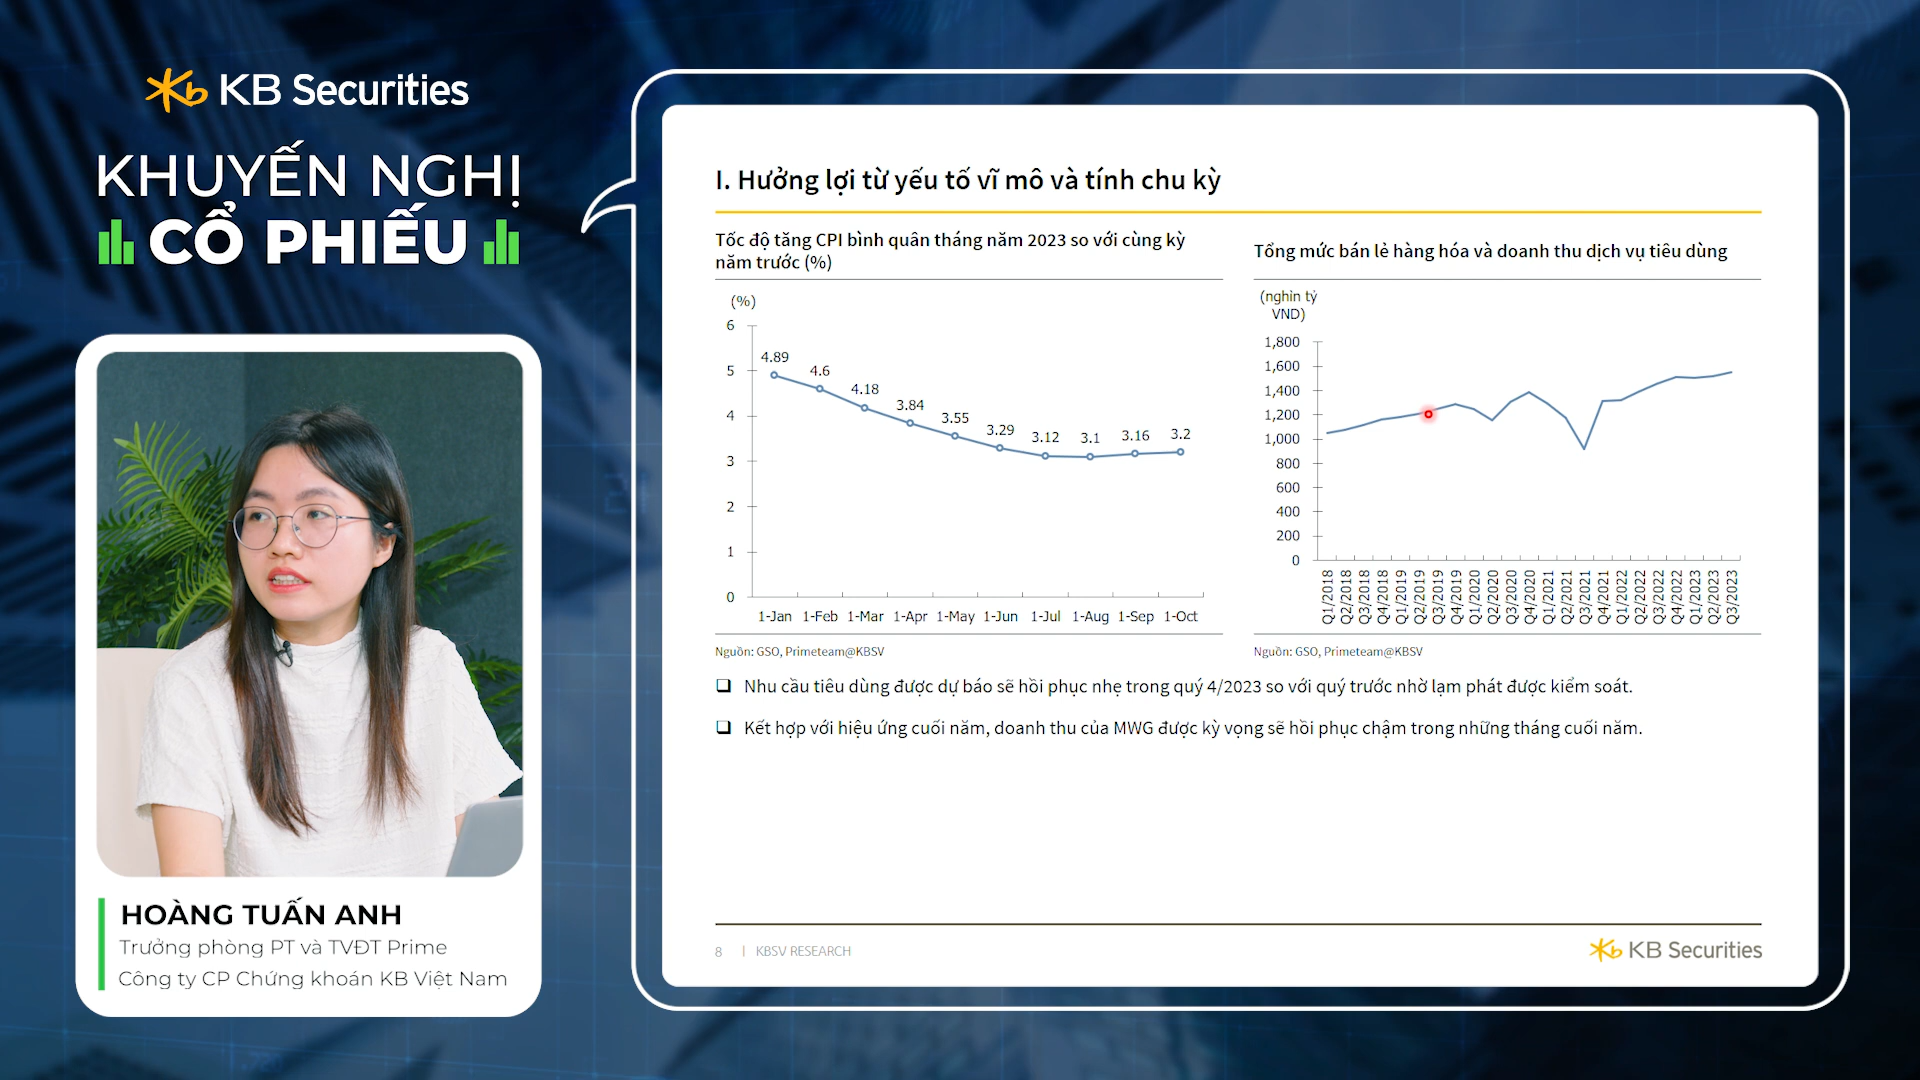 KB Securities
KHUYẾN NGHỊ
CỔ PHIẾU
HOÀNG TUẤN ANH
Trưởng phòng PT và TVĐT Prime
Công ty CP Chứng khoán KB Việt Nam
I. Hưởng lợi từ yếu tố vĩ mô và tính chu kỳ
Tốc độ tăng CPI bình quân tháng năm 2023 so với cùng kỳ
năm trước (%)
(%)
6
5
4
3
2
1
0
4.89
4.6
4.18
3.84
3.55
3.29
3.12
3.1
3.16
3.2
1-Jan 1-Feb 1-Mar 1-Apr 1-May 1-Jun 1-Jul 1-Aug 1-Sep 1-Oct
Nguồn: GSO, Primeteam@KBSV
Tổng mức bán lẻ hàng hóa và doanh thu dịch vụ tiêu dùng
(nghìn tỷ
VND)
1,800
1,600
1,400
1,200
1,000
800
600
400
200
0
Q1/2018
Q2/2018
Q3/2018
Q4/2018
Q1/2019
Q2/2019
Q3/2019
Q4/2019
Q1/2020
Q2/2020
Q3/2020
Q4/2020
Q1/2021
Q2/2021
Q3/2021
Q4/2021
Q1/2022
Q2/2022
Q3/2022
Q4/2022
Q1/2023
Q2/2023
Q3/2023
Nguồn: GSO, Primeteam@KBSV
Nhu cầu tiêu dùng được dự báo sẽ hồi phục nhẹ trong quý 4/2023 so với quý trước nhờ lạm phát được kiểm soát.
Kết hợp với hiệu ứng cuối năm, doanh thu của MWG được kỳ vọng sẽ hồi phục chậm trong những tháng cuối năm.
8 | KBSV RESEARCH
KB Securities